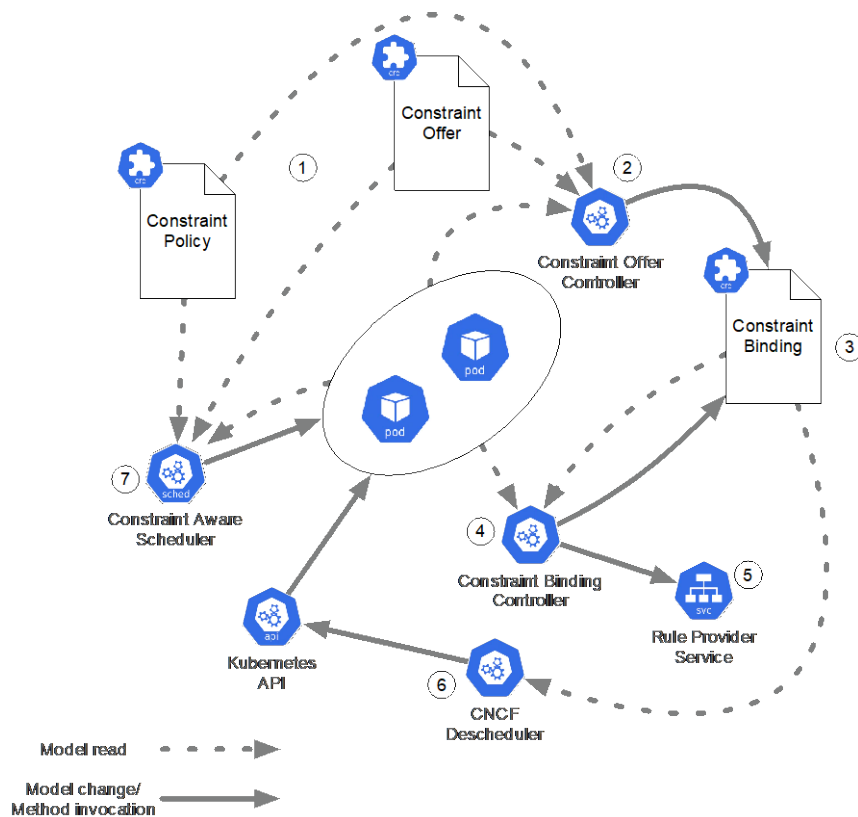 crd
Constraint
Offer
crd
1
2
Constraint
Policy
Constraint Offer
Controller
crd
Constraint
Binding
3
pod
pod
7
sched
Constraint Aware
Scheduler
4
Constraint Binding
Controller
5
svc
Rule Provider
Service
api
Kubernetes
API
6
CNCF
Descheduler
Model read
Model change/
Method invocation